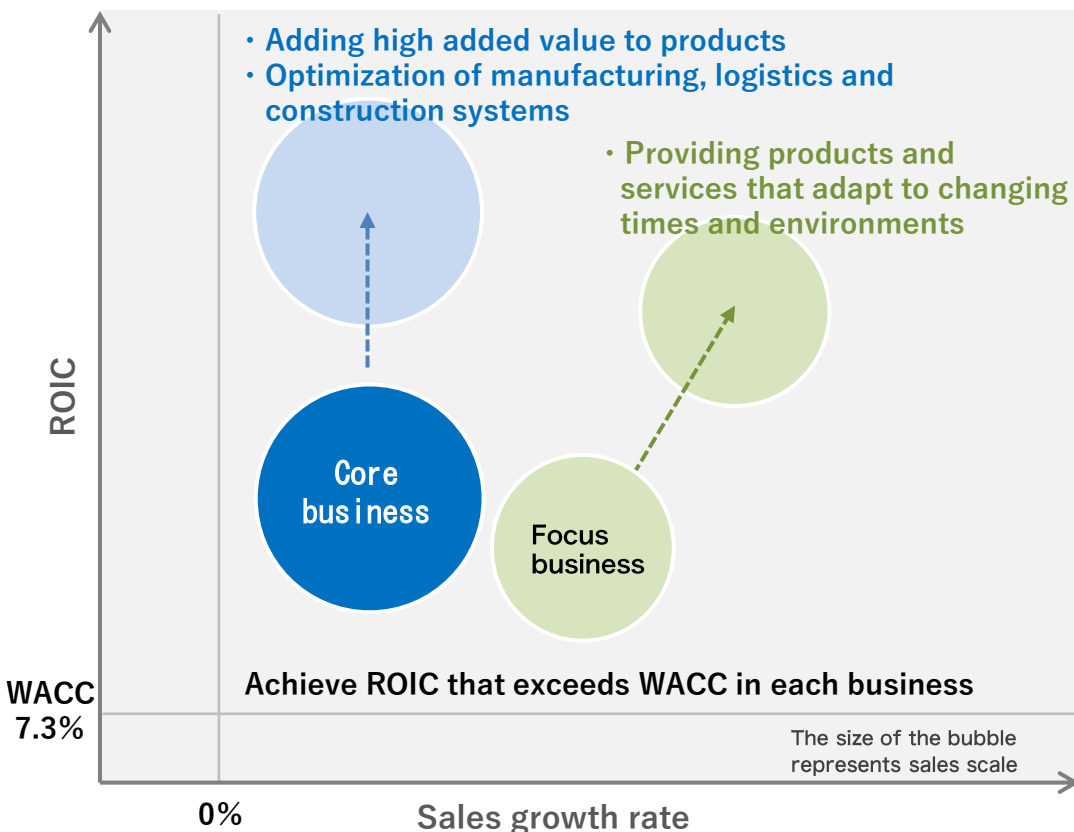 ・Adding high added value to products
・Optimization of manufacturing, logistics and
construction systems
・Providing products and
services that adapt to changing
times and environments
ROIC
Core
business
Focus
business
Achieve ROIC that exceeds WACC in each business
WACC
7.3%
The size of the bubble
represents sales scale
0%
Sales growth rate